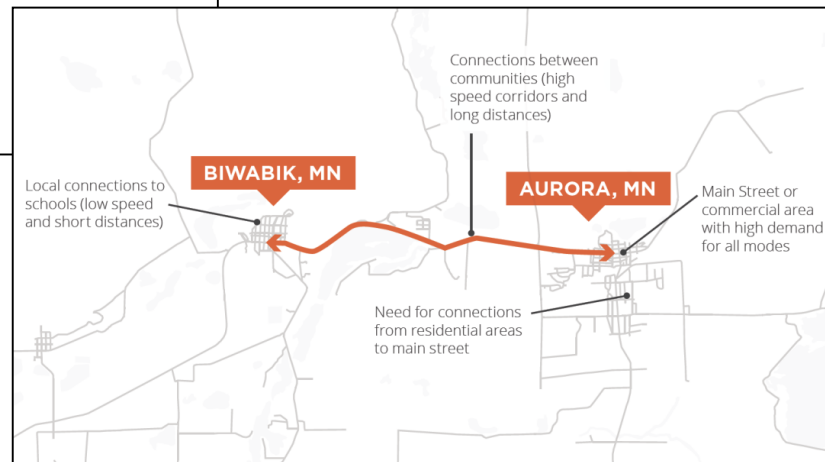 Connections between
communities (high
speed corridors and
long distances)
BIWABIK, MN
AURORA, MN
Local connections to
schools (low speed
and short distances)
Main Street or
commercial area
with high demand
for all modes
Need for connections
from residential areas
to main street